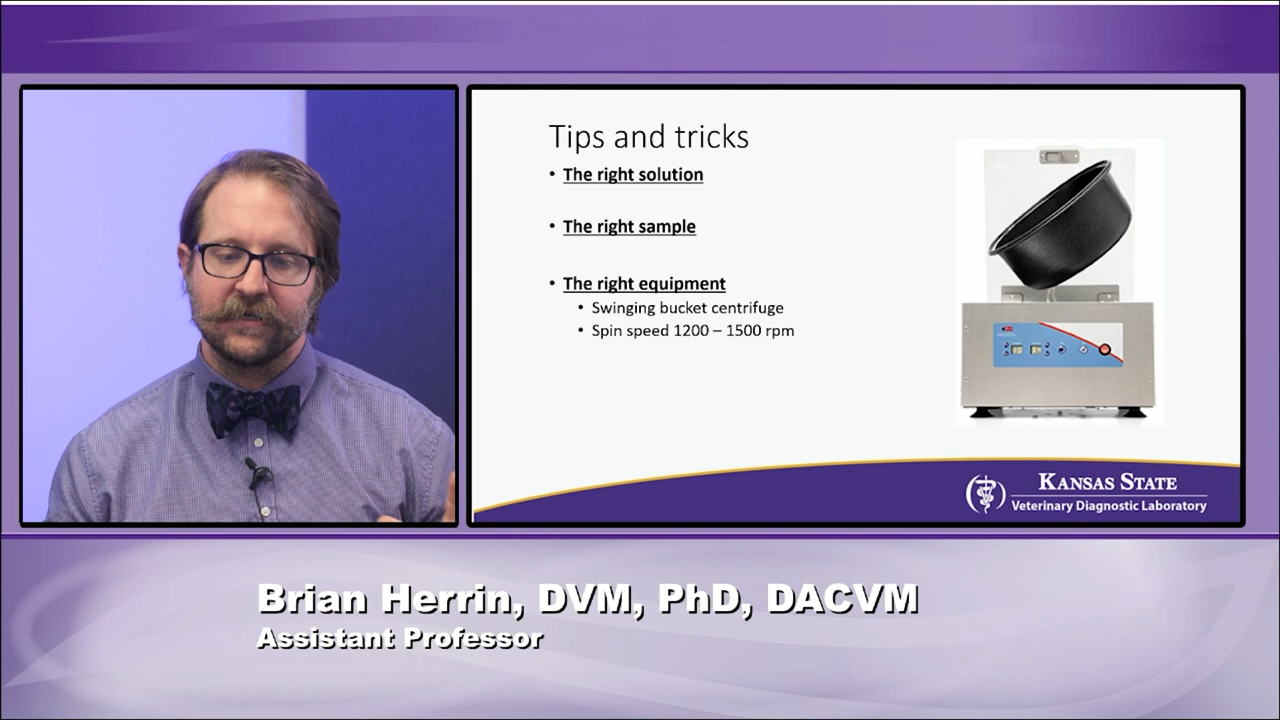 Tips and tricks
• The right solution
• The right sample
• The right equipment
• Swinging bucket centrifuge
• Spin speed 1200 – 1500 rpm
KANSAS STATE
Veterinary Diagnostic Laboratory
Brian Herrin, DVM, PhD, DACVM
Assistant Professor